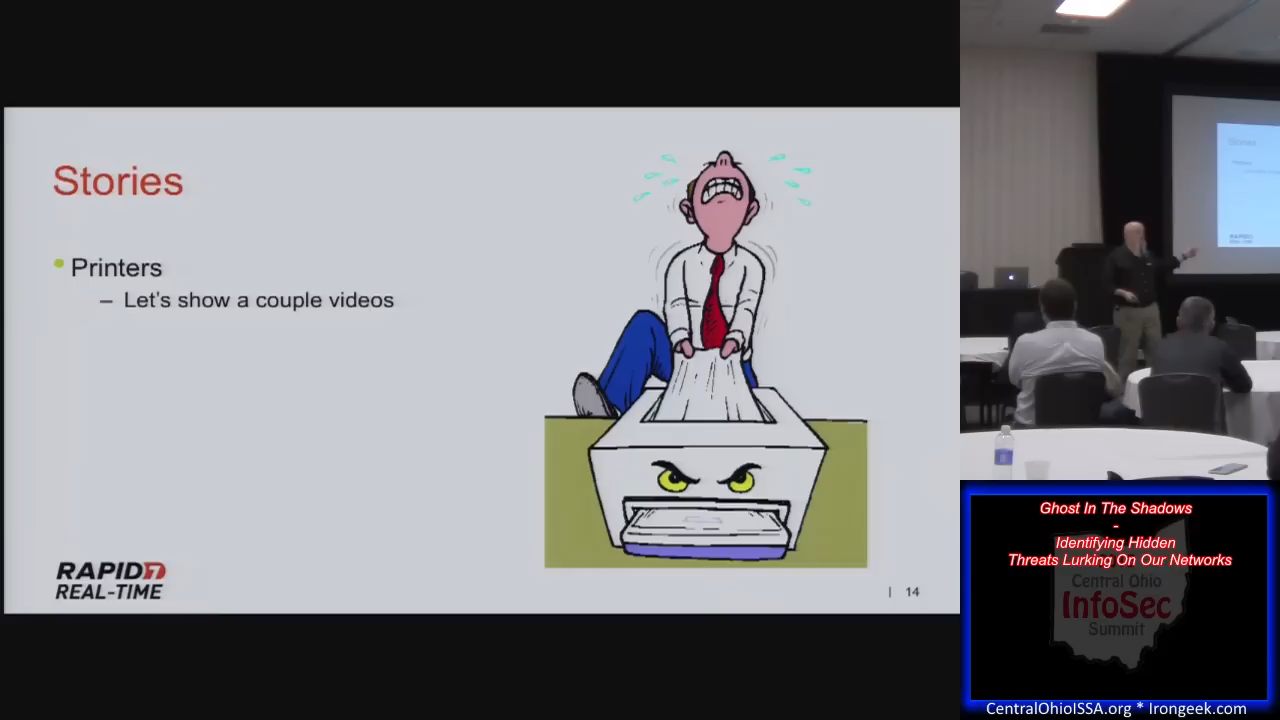 Stories
Printers
– Let's show a couple videos
RAPID7
REAL-TIME
| 14
Ghost In The Shadows
-
Identifying Hidden
Threats Lurking On Our Networks
Central Ohio
InfoSec
Summit
CentralOhioISSA.org * Irongeek.com